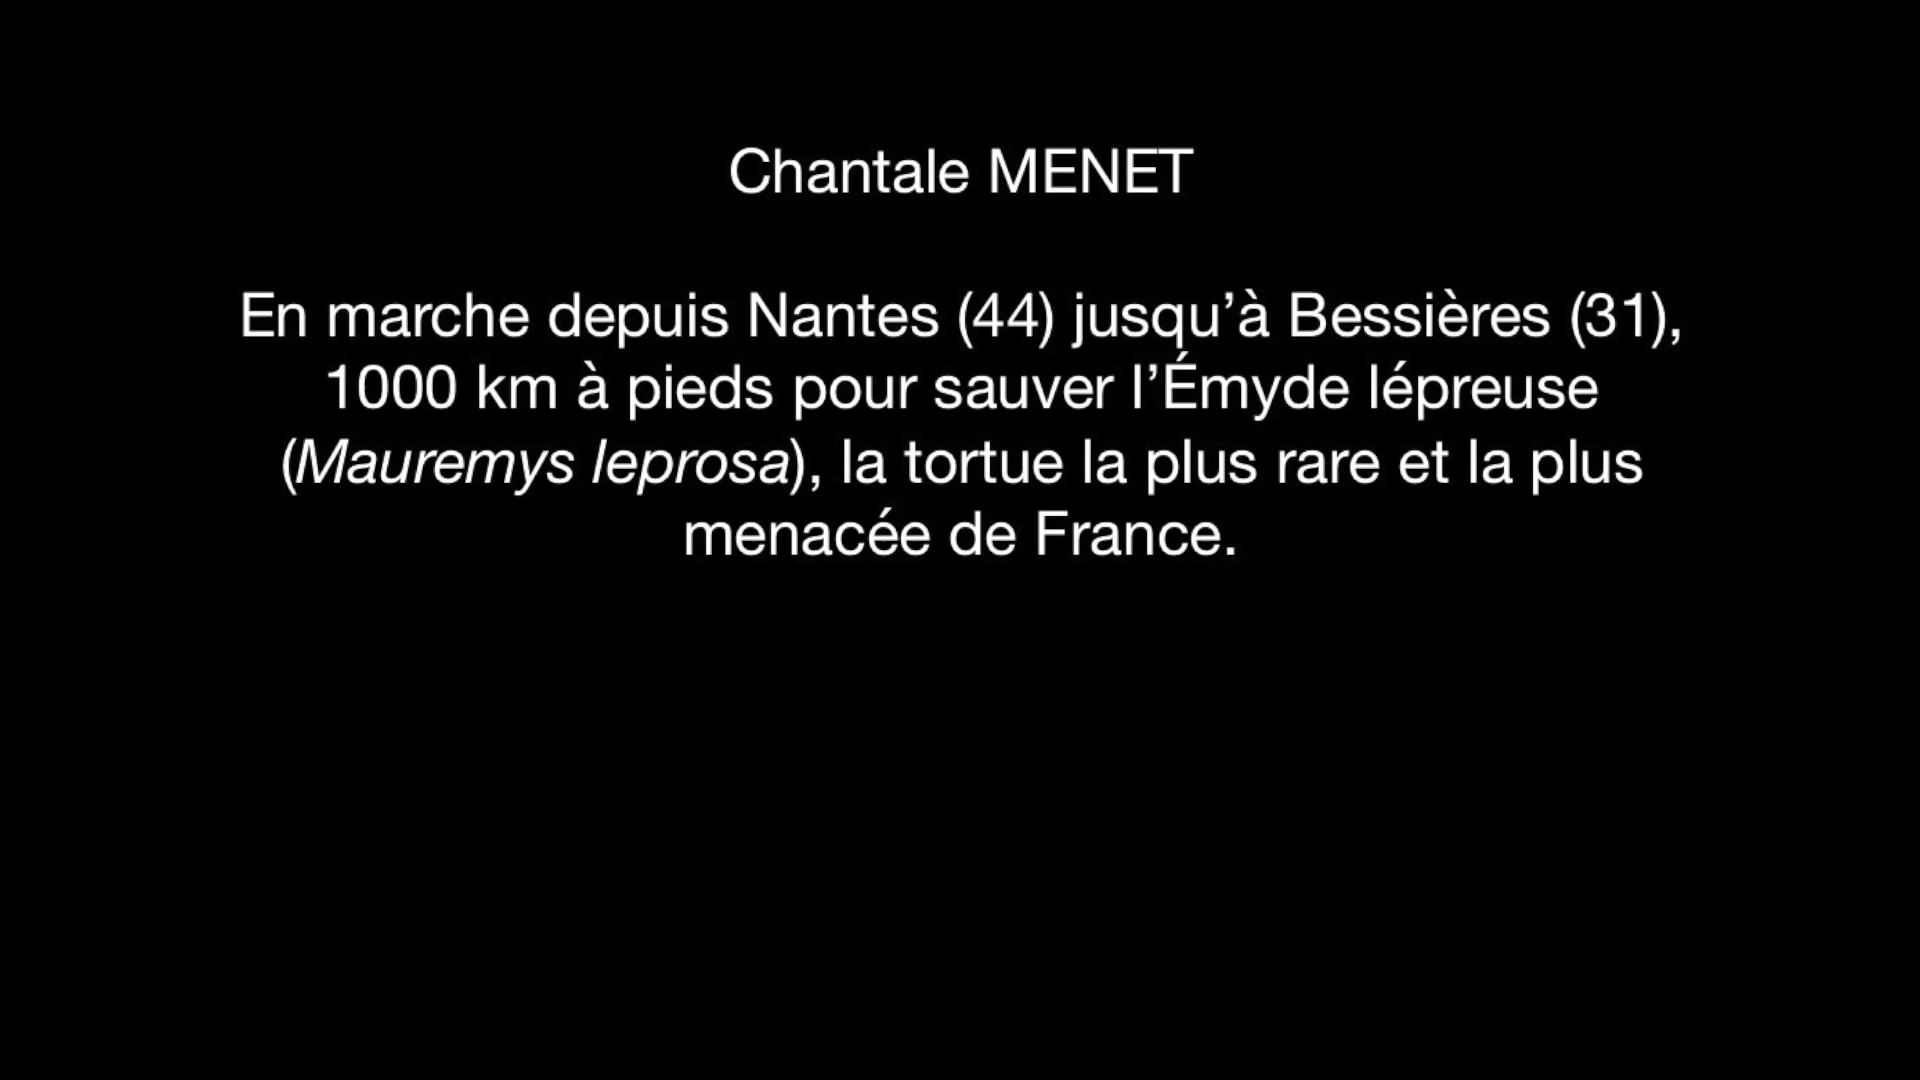 Chantale MENET
En marche depuis Nantes (44) jusqu’à Bessières (31),
1000 km à pieds pour sauver l’Émyde lépreuse
(Mauremys leprosa), la tortue la plus rare et la plus
menacée de France.